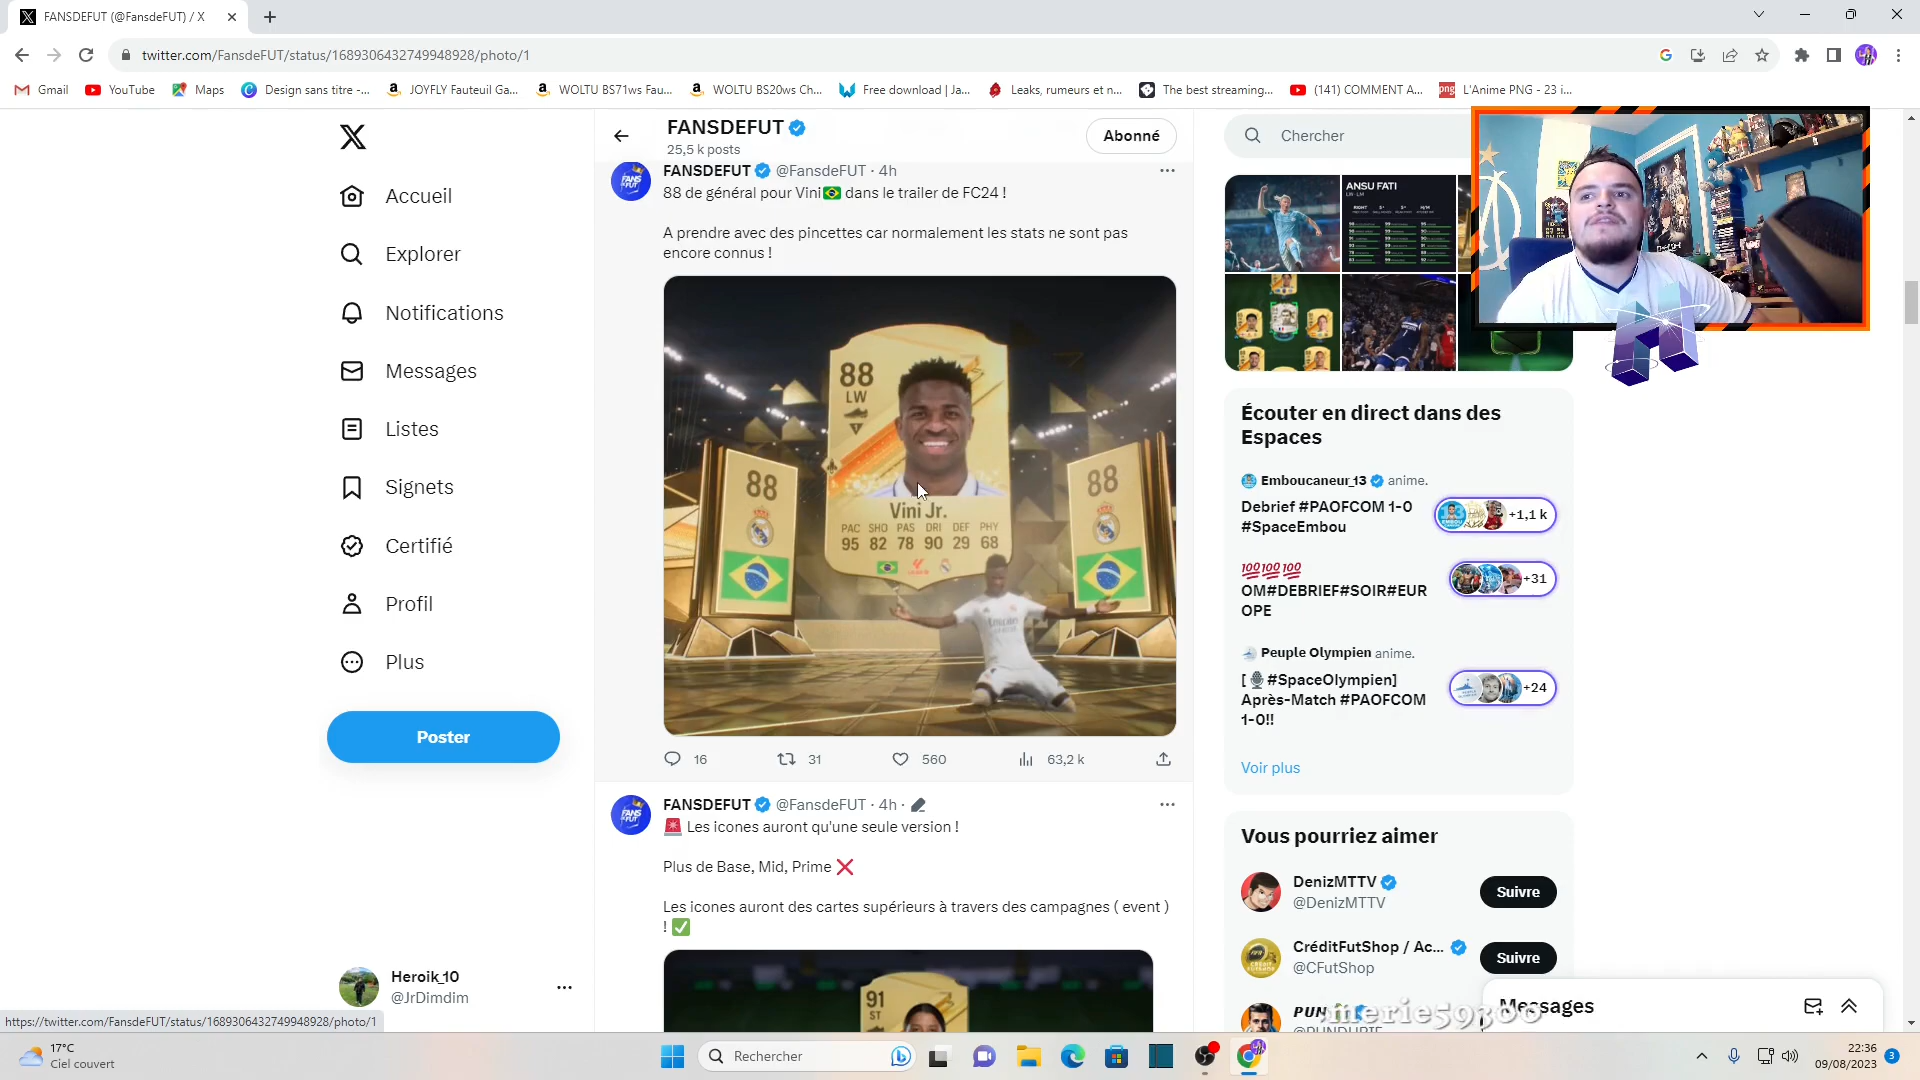 FANSDEFUT (@FansdeFUT) / X
twitter.com/FansdeFUT/status/1689306432749948928/photo/1
Gmail YouTube Maps Design sans titre -... JOYFLY Fauteuil Ga... WOLTU BS71ws Fau... WOLTU BS20ws Ch... Free download | Ja... Leaks, rumeurs et n... The best streaming... (141) COMMENT A... L'Anime PNG - 23 i...
Accueil
Explorer
Notifications
Messages
Listes
Signets
Certifié
Profil
Plus
Poster
Heroik_10
@JrDimdim
FANSDEFUT
25,5 k posts
Abonné
FANSDEFUT @FansdeFUT · 4h
88 de général pour Vini🇧🇷 dans le trailer de FC24 !
A prendre avec des pincettes car normalement les stats ne sont pas
encore connus !
88
LW
88
88
Vini Jr.
PAC SHO PAS DRI DEF PHY
95 82 78 90 29 68
16 31 560 63,2 k
FANSDEFUT @FansdeFUT · 4h ·
🚨 Les icones auront qu'une seule version !
Plus de Base, Mid, Prime ❌
Les icones auront des cartes supérieurs à travers des campagnes ( event )
! ✅
91
ST
Chercher
ANSU FATI
Écouter en direct dans des
Espaces
Emboucaneur_13 anime.
Debrief #PAOFCOM 1-0
#SpaceEmbou
+1,1 k
💯💯💯
OM#DEBRIEF#SOIR#EUR
OPE
+31
Peuple Olympien anime.
[🎙️#SpaceOlympien]
Après-Match #PAOFCOM
1-0!!
+24
Voir plus
Vous pourriez aimer
DenizMTTV
@DenizMTTV
Suivre
CréditFutShop / Ac...
@CFutShop
Suivre
PUN
Messages
https://twitter.com/FansdeFUT/status/1689306432749948928/photo/1
17°C
Ciel couvert
Rechercher
22:36
09/08/2023
3